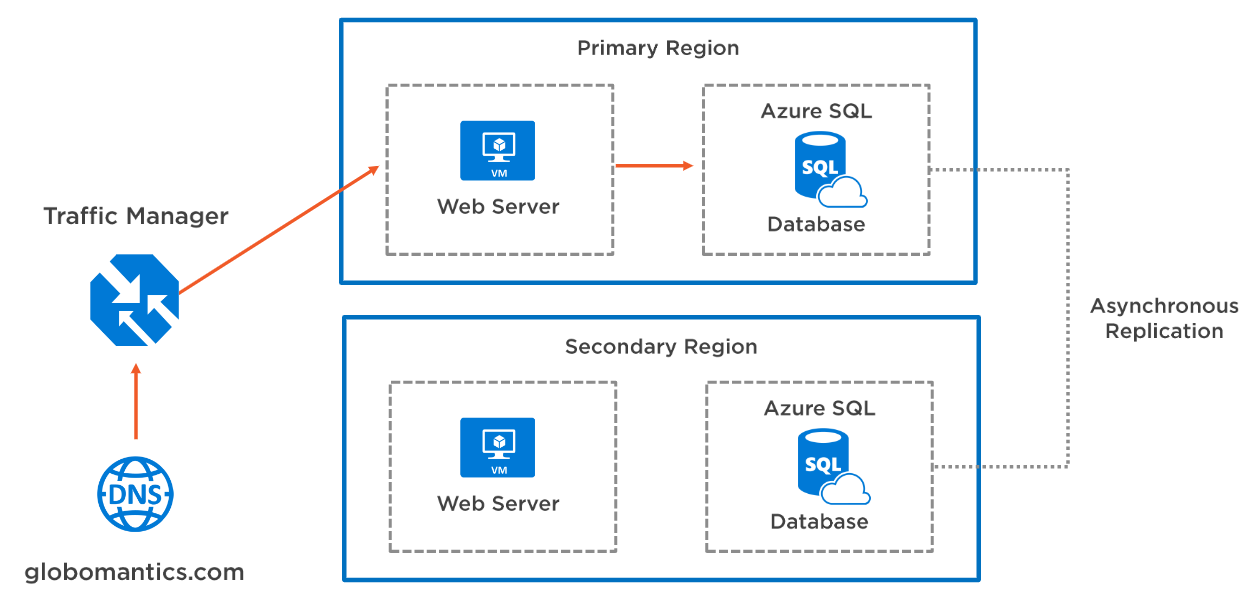 Primary Region
Azure SQL
VM
SQL
Web Server
Database
Traffic Manager
Asynchronous
Replication
Secondary Region
Azure SQL
VM
SQL
Web Server
Database
DNS
globomantics.com